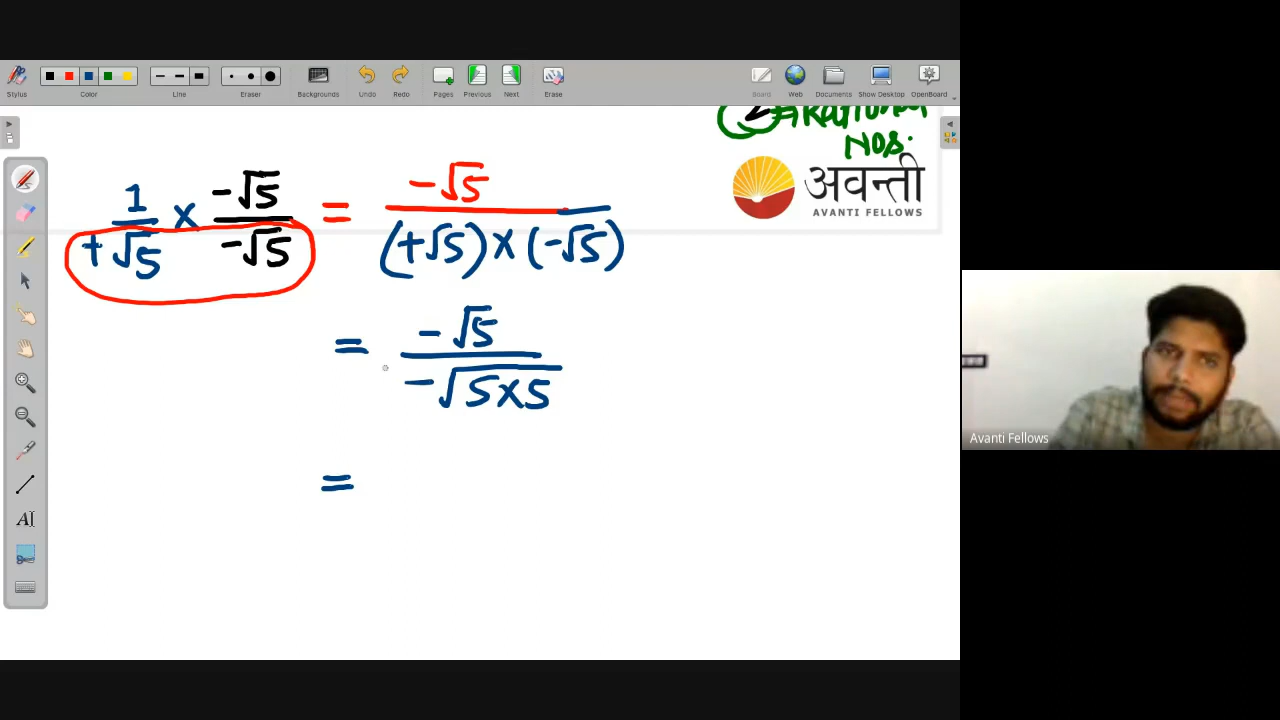 Stylus Color Line Eraser Backgrounds Undo Redo Pages Previous Next Erase Board Web Documents Show Desktop OpenBoard
Nos.
अवन्ती
AVANTI FELLOWS
1/+√5 × -√5/-√5 = -√5/(+√5)×(-√5)
= -√5/-√5×5
=
Avanti Fellows